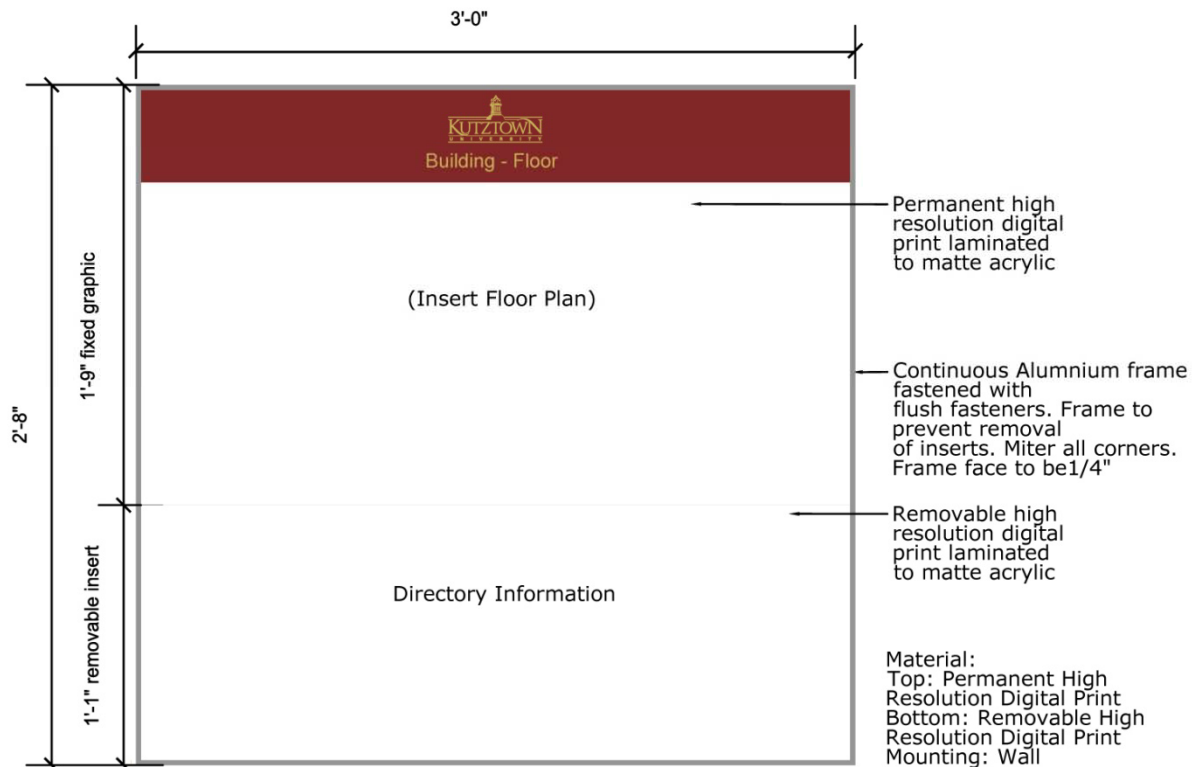 3'-0"
KUTZTOWN
UNIVERSITY
Building - Floor
Permanent high
resolution digital
print laminated
to matte acrylic
1'-9" fixed graphic
(Insert Floor Plan)
2'-8"
Continuous Alumnium frame
fastened with
flush fasteners. Frame to
prevent removal
of inserts. Miter all corners.
Frame face to be1/4"
Removable high
resolution digital
print laminated
to matte acrylic
1'-1" removable insert
Directory Information
Material:
Top: Permanent High
Resolution Digital Print
Bottom: Removable High
Resolution Digital Print
Mounting: Wall